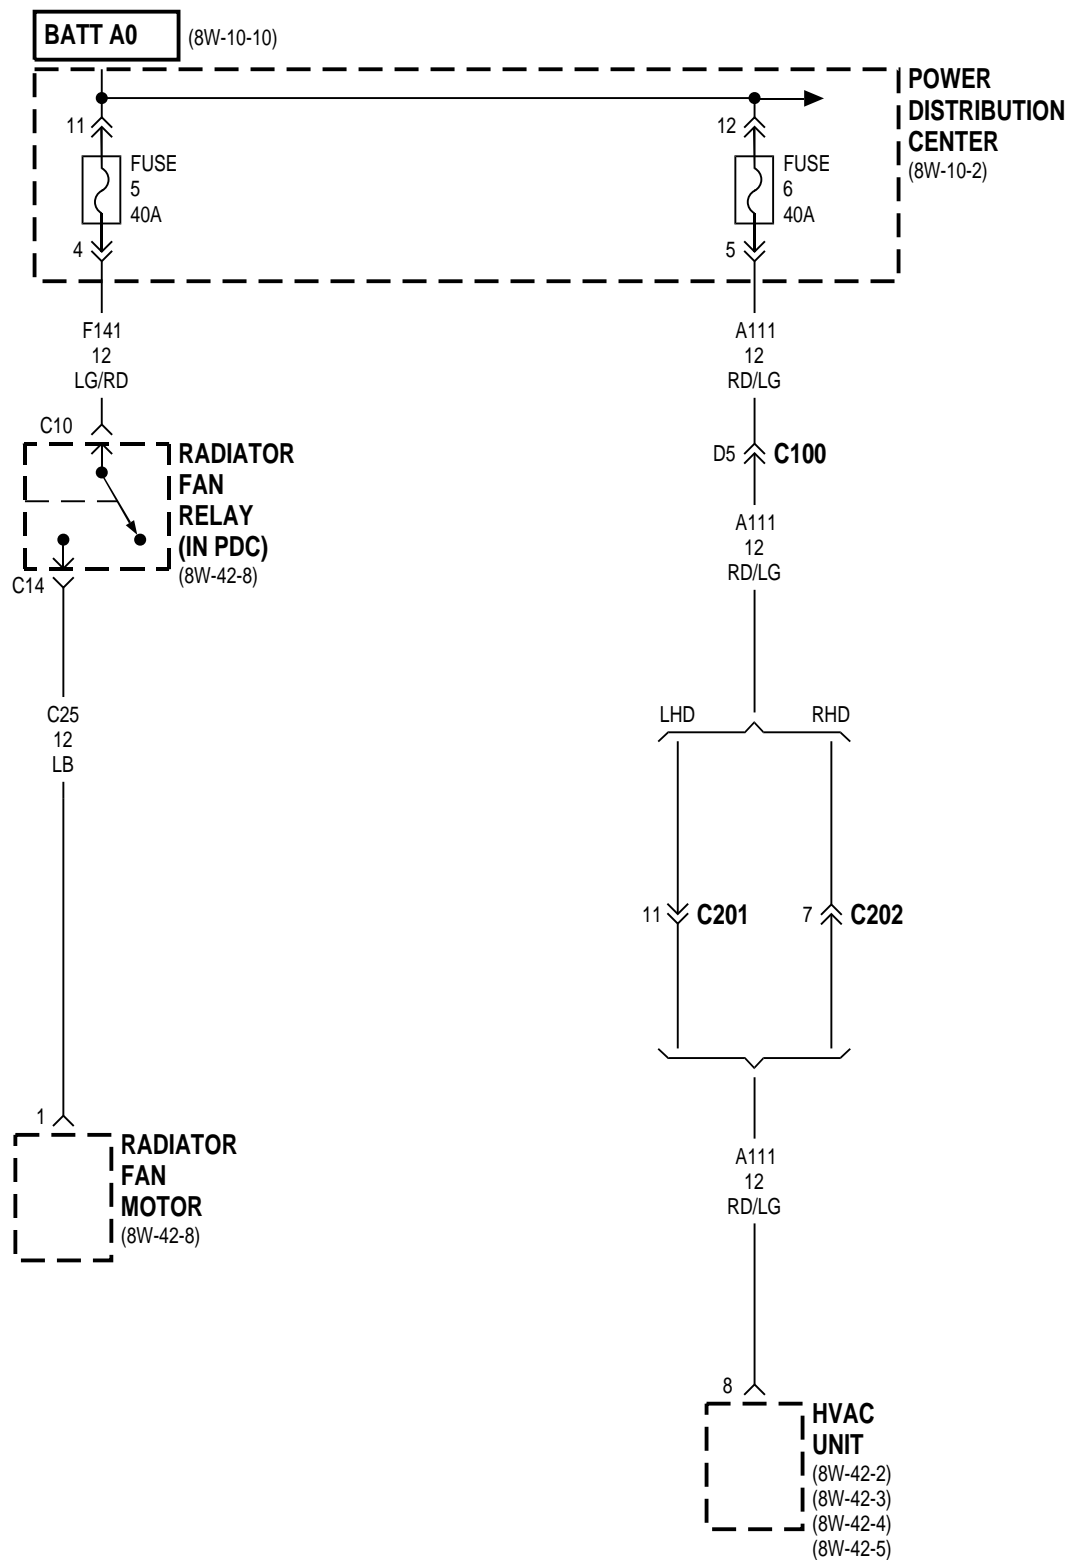 BATT A0
(8W-10-10)
POWER
DISTRIBUTION
CENTER
(8W-10-2)
11
FUSE
5
40A
4
12
FUSE
6
40A
5
F141
12
LG/RD
A111
12
RD/LG
C10
RADIATOR
FAN
RELAY
(IN PDC)
(8W-42-8)
C14
D5
C100
A111
12
RD/LG
C25
12
LB
LHD
RHD
11
C201
7
C202
1
RADIATOR
FAN
MOTOR
(8W-42-8)
A111
12
RD/LG
8
HVAC
UNIT
(8W-42-2)
(8W-42-3)
(8W-42-4)
(8W-42-5)